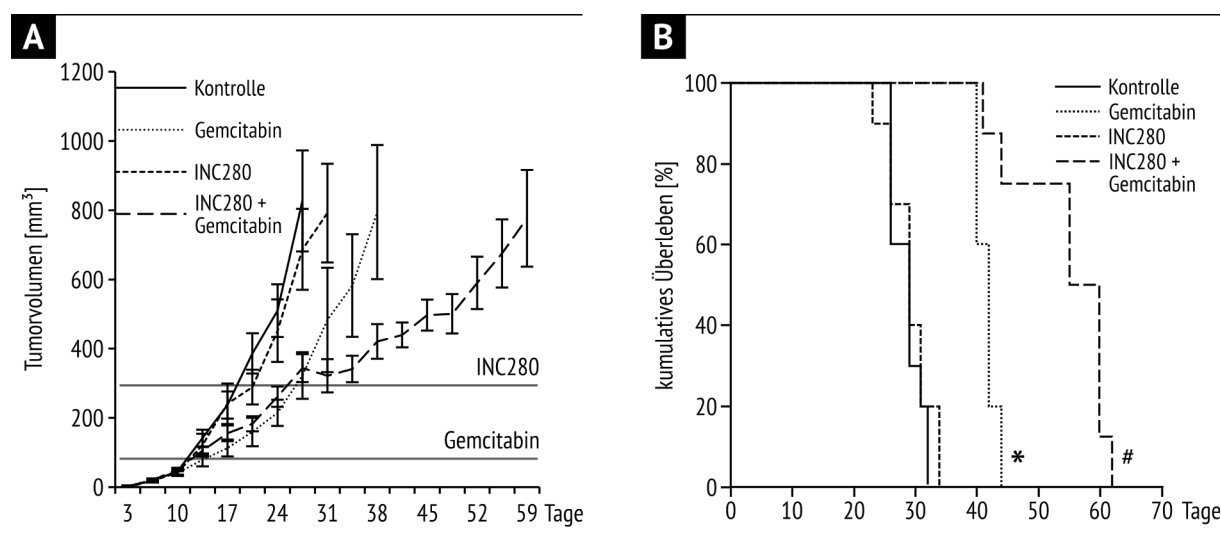 A
1200
1000
800
600
400
200
0
Tumorvolumen [mm³]
Kontrolle
Gemcitabin
INC280
INC280 +
Gemcitabin
INC280
Gemcitabin
3 10 17 24 31 38 45 52 59 Tage
B
100
80
60
40
20
0
kumulatives Überleben [%]
Kontrolle
Gemcitabin
INC280
INC280 +
Gemcitabin
* #
0 10 20 30 40 50 60 70 Tage